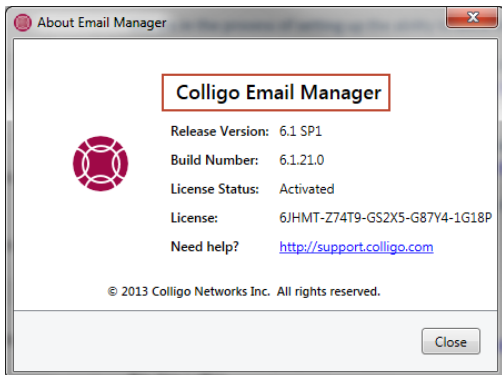 About Email Manager
Colligo Email Manager
Release Version: 6.1 SP1
Build Number: 6.1.21.0
License Status: Activated
License: 6JHMT-Z74T9-GS2X5-G87Y4-1G18P
Need help? http://support.colligo.com
© 2013 Colligo Networks Inc. All rights reserved.
Close